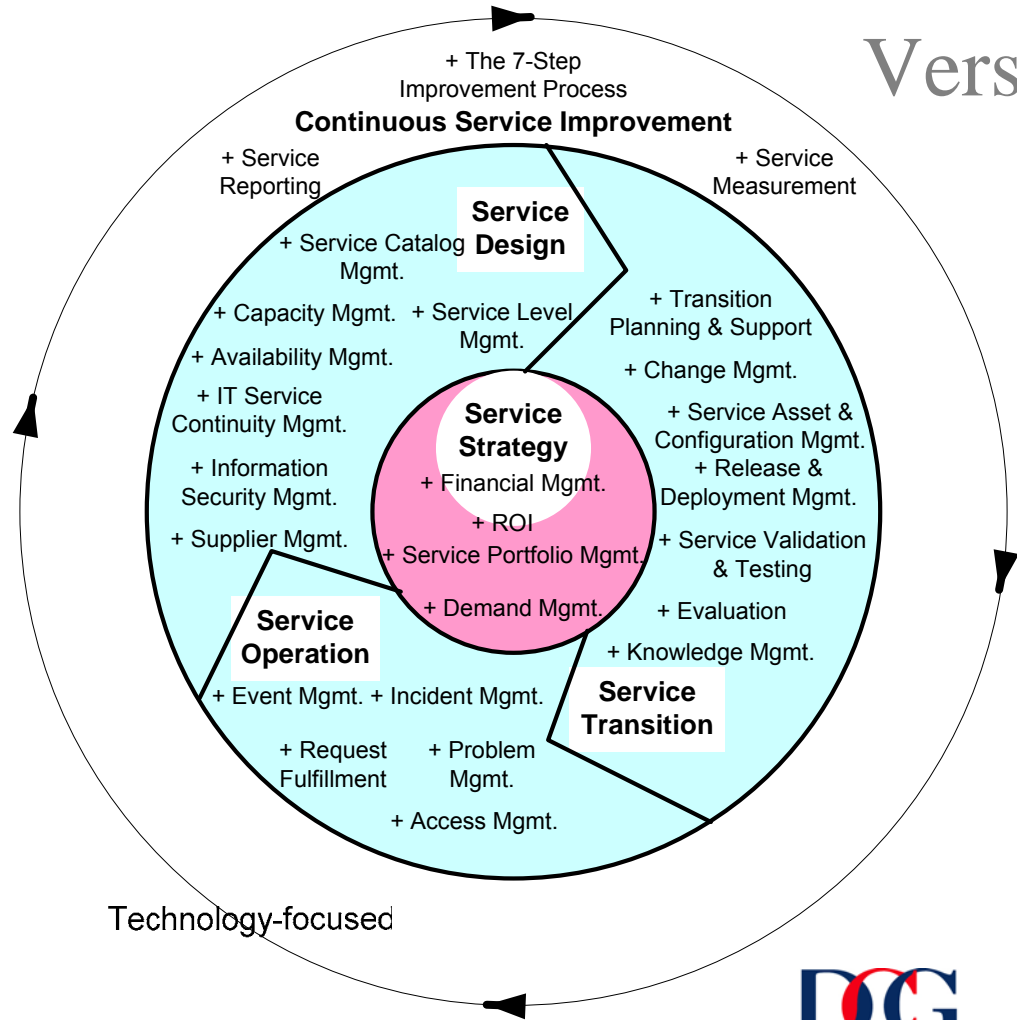 Vers
+ The 7-Step
Improvement Process
Continuous Service Improvement
+ Service
Reporting
+ Service
Measurement
Service
Design
+ Service Catalog
Mgmt.
+ Capacity Mgmt.
+ Service Level
Mgmt.
+ Availability Mgmt.
+ IT Service
Continuity Mgmt.
+ Information
Security Mgmt.
+ Supplier Mgmt.
Service
Strategy
+ Financial Mgmt.
+ ROI
+ Service Portfolio Mgmt.
+ Demand Mgmt.
+ Transition
Planning & Support
+ Change Mgmt.
+ Service Asset &
Configuration Mgmt.
+ Release &
Deployment Mgmt.
+ Service Validation
& Testing
+ Evaluation
+ Knowledge Mgmt.
Service
Transition
Service
Operation
+ Event Mgmt.
+ Incident Mgmt.
+ Request
Fulfillment
+ Problem
Mgmt.
+ Access Mgmt.
Technology-focused
DCG